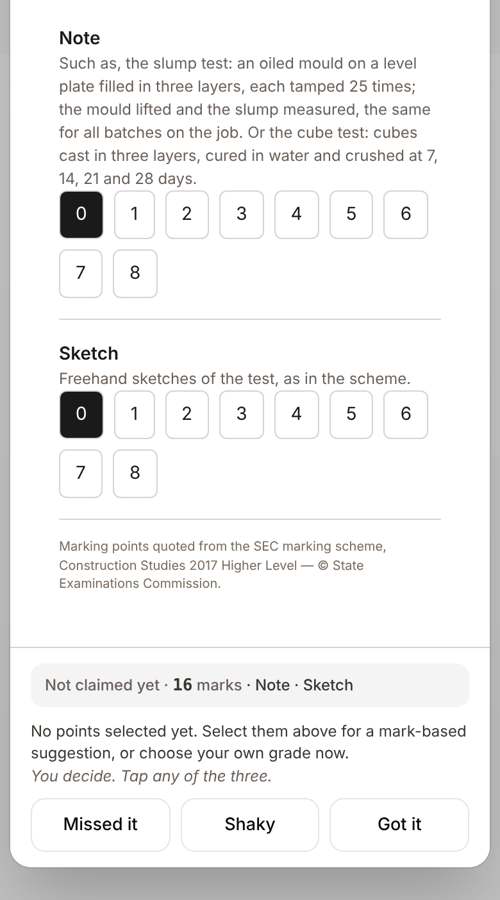 Note
Such as, the slump test: an oiled mould on a level
plate filled in three layers, each tamped 25 times;
the mould lifted and the slump measured, the same
for all batches on the job. Or the cube test: cubes
cast in three layers, cured in water and crushed at 7,
14, 21 and 28 days.
0 1 2 3 4 5 6
7 8
Sketch
Freehand sketches of the test, as in the scheme.
0 1 2 3 4 5 6
7 8
Marking points quoted from the SEC marking scheme,
Construction Studies 2017 Higher Level — © State
Examinations Commission.
Not claimed yet · 16 marks · Note · Sketch
No points selected yet. Select them above for a mark-based
suggestion, or choose your own grade now.
You decide. Tap any of the three.
Missed it Shaky Got it